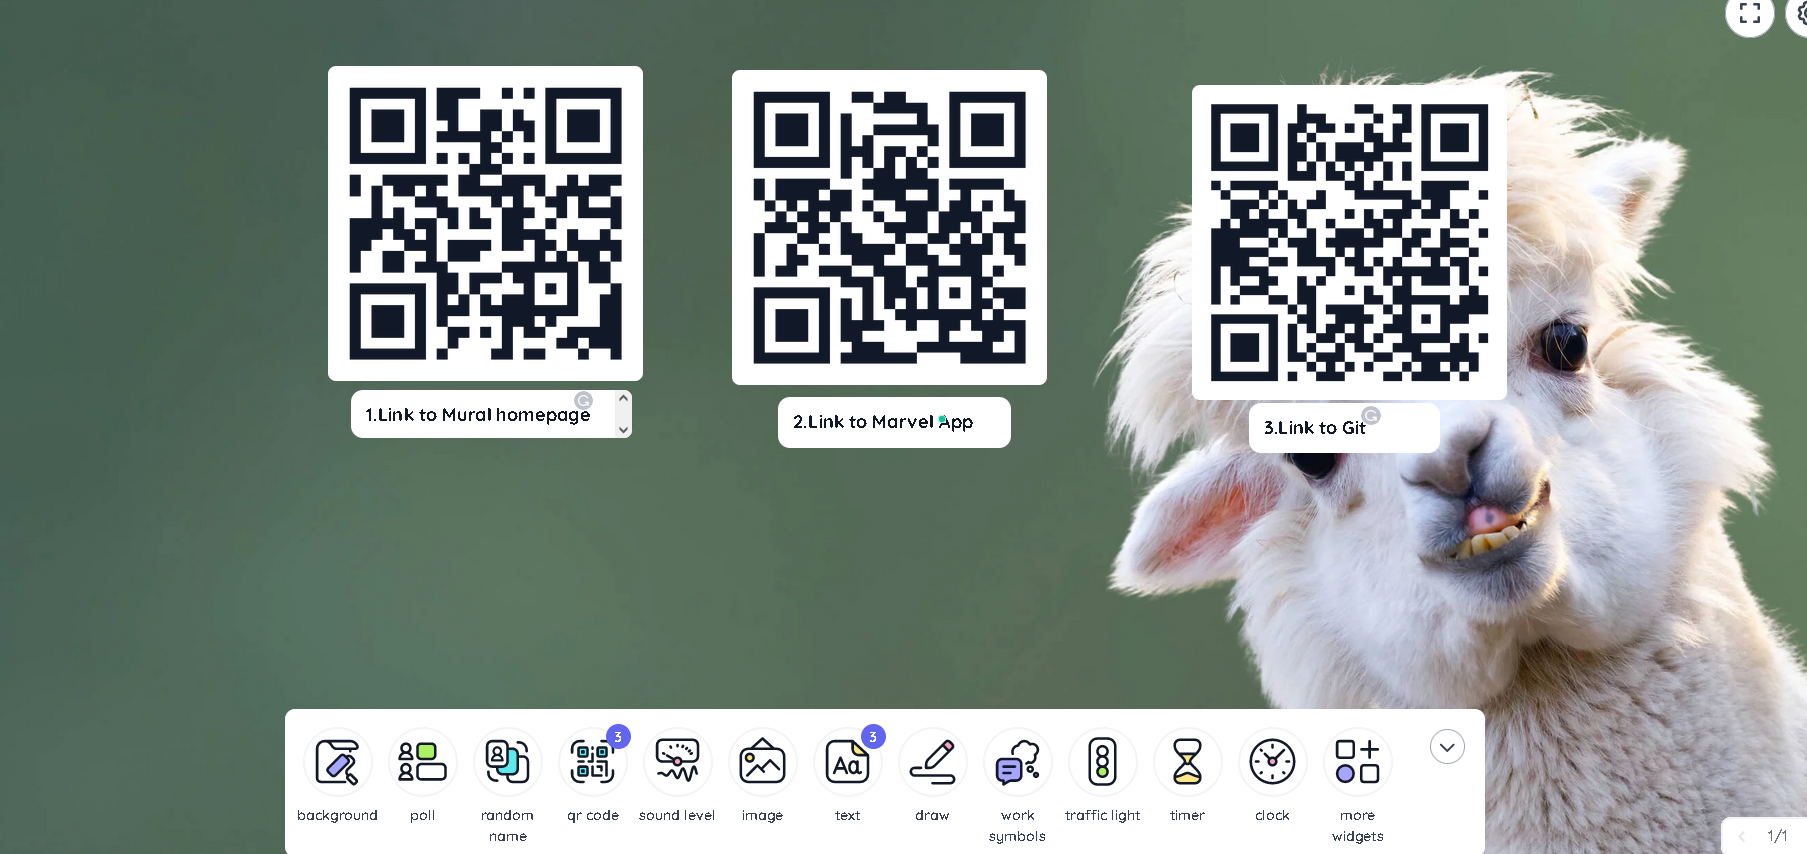 1.Link to Mural homepage
2.Link to Marvel App
3.Link to Git
3
3
Aa
background
poll
random
name
qr code
sound level
image
text
draw
work
symbols
traffic light
timer
clock
more
widgets
1/1